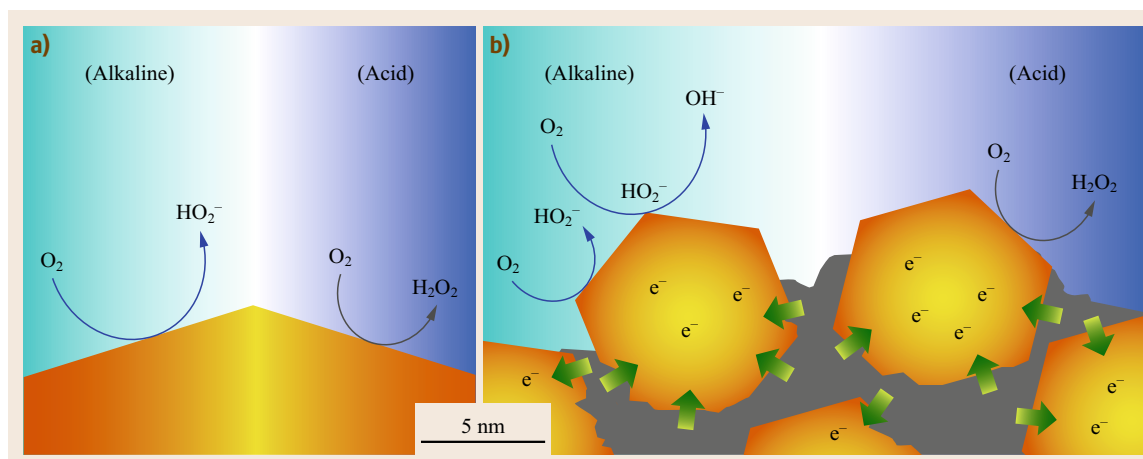 a)
(Alkaline)
(Acid)
HO₂⁻
O₂
O₂
H₂O₂
b)
(Alkaline)
(Acid)
OH⁻
O₂
O₂
H₂O₂
HO₂⁻
HO₂⁻
O₂
e⁻
e⁻
e⁻
e⁻
e⁻
e⁻
e⁻
e⁻
e⁻
e⁻
e⁻
5 nm